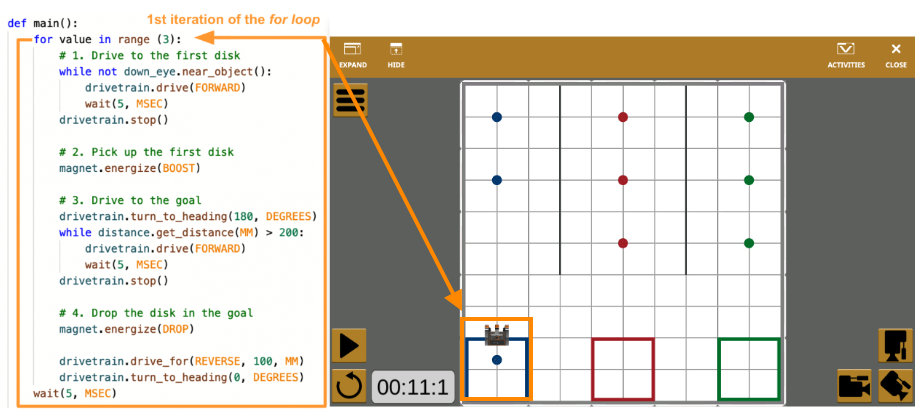 1st iteration of the for loop
def main():
for value in range (3):
# 1. Drive to the first disk
while not down_eye.near_object():
drivetrain.drive(FORWARD)
wait(5, MSEC)
drivetrain.stop()
# 2. Pick up the first disk
magnet.energize(BOOST)
# 3. Drive to the goal
drivetrain.turn_to_heading(180, DEGREES)
while distance.get_distance(MM) > 200:
drivetrain.drive(FORWARD)
wait(5, MSEC)
drivetrain.stop()
# 4. Drop the disk in the goal
magnet.energize(DROP)
drivetrain.drive_for(REVERSE, 100, MM)
drivetrain.turn_to_heading(0, DEGREES)
wait(5, MSEC)
EXPAND
HIDE
ACTIVITIES
CLOSE
00:11:1